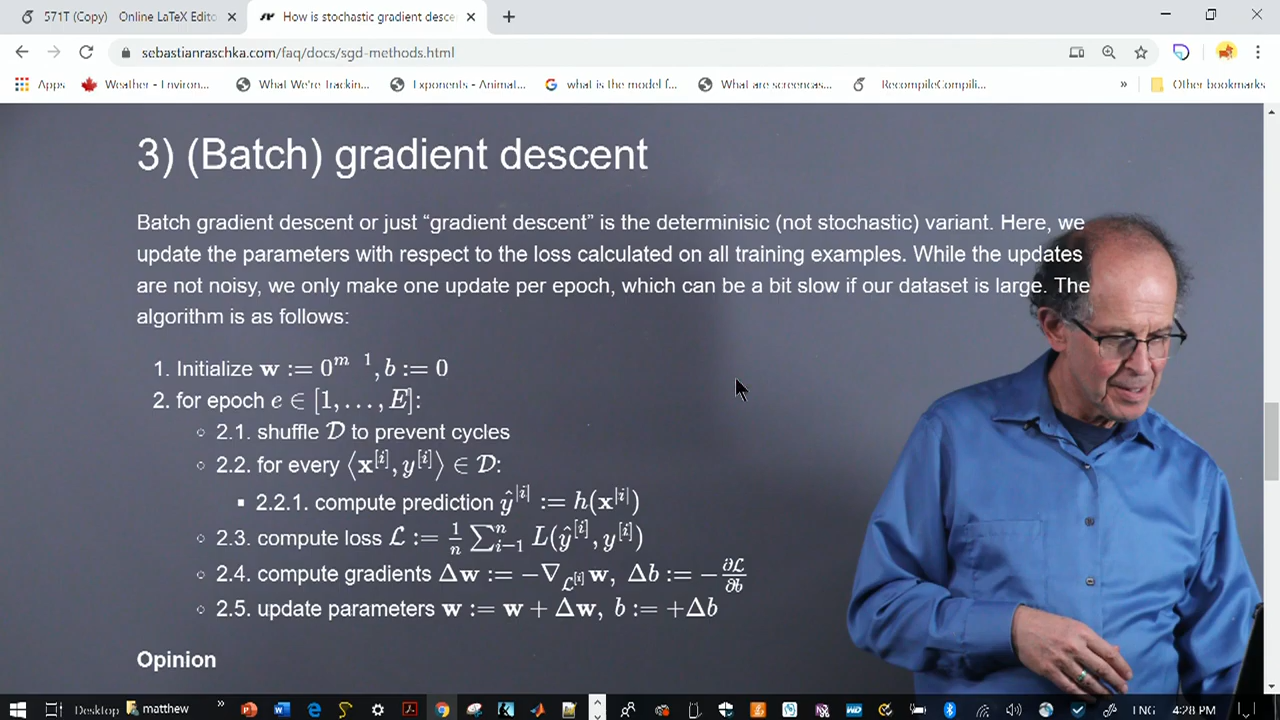 571T (Copy) Online LaTeX Edito
How is stochastic gradient desce
sebastianraschka.com/faq/docs/sgd-methods.html
Apps
Weather - Environ...
What We're Trackin...
Exponents - Animat...
what is the model f...
What are screencas...
RecompileCompili...
»
Other bookmarks
3) (Batch) gradient descent
Batch gradient descent or just “gradient descent” is the determinisic (not stochastic) variant. Here, we
update the parameters with respect to the loss calculated on all training examples. While the updates
are not noisy, we only make one update per epoch, which can be a bit slow if our dataset is large. The
algorithm is as follows:
1. Initialize w := 0^{m 1}, b := 0
2. for epoch e ∈ [1, . . . , E]:
2.1. shuffle D to prevent cycles
2.2. for every ⟨x^{[i]}, y^{[i]}⟩ ∈ D:
2.2.1. compute prediction ŷ^{|i|} := h(x^{|i|})
2.3. compute loss L := 1/n ∑_{i-1}^{n} L(ŷ^{[i]}, y^{[i]})
2.4. compute gradients Δw := −∇_{L^{[i]}} w, Δb := −∂L/∂b
2.5. update parameters w := w + Δw, b := +Δb
Opinion
Desktop
matthew
»
ENG
4:28 PM